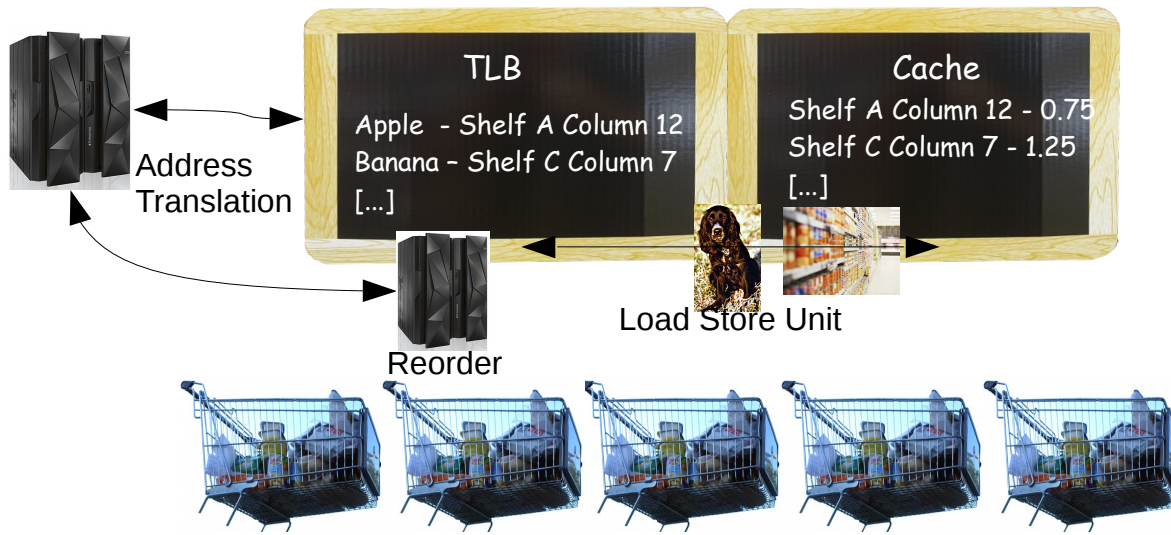 TLB
Apple - Shelf A Column 12
Banana – Shelf C Column 7
[...]
Cache
Shelf A Column 12 - 0.75
Shelf C Column 7 - 1.25
[...]
Address
Translation
Load Store Unit
Reorder